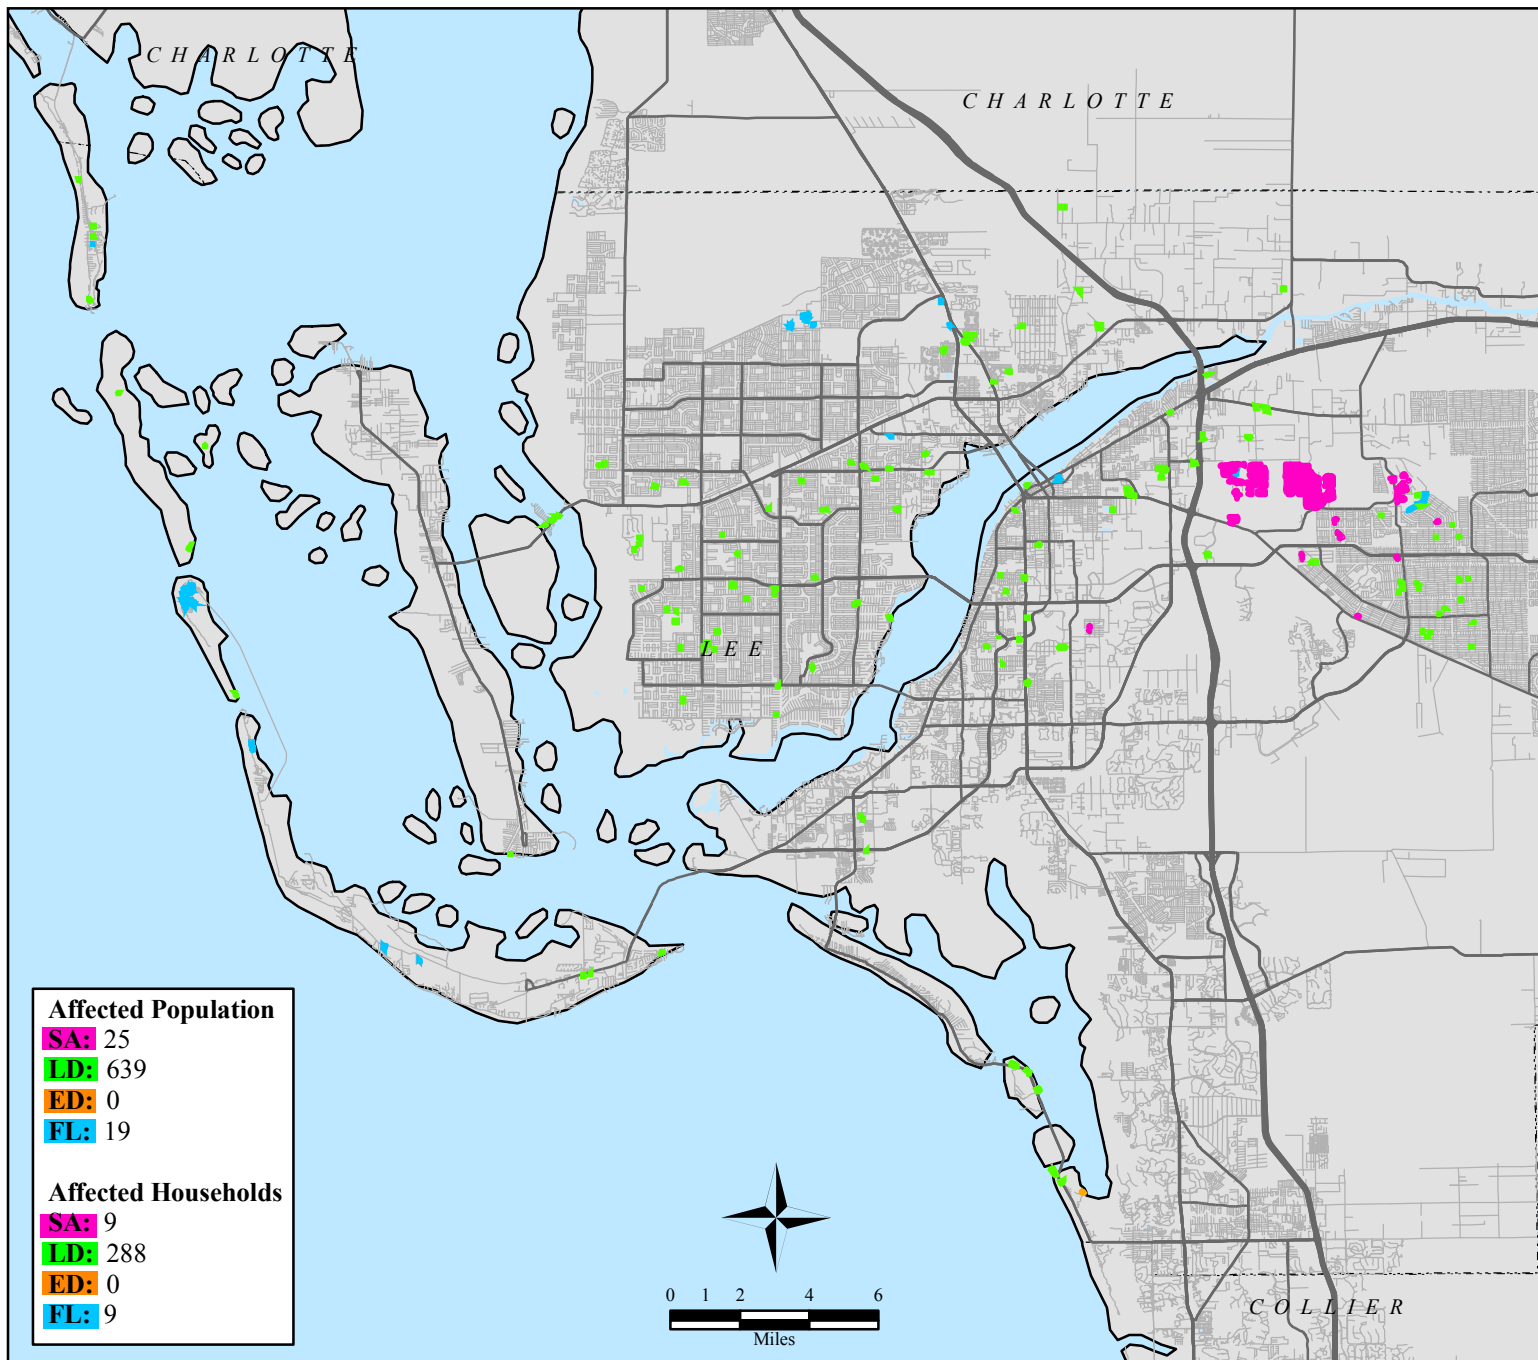 CHARLOTTE
CHARLOTTE
LEE
Affected Population
SA: 25
LD: 639
ED: 0
FL: 19
Affected Households
SA: 9
LD: 288
ED: 0
FL: 9
0 1 2 4 6
Miles
COLLIER